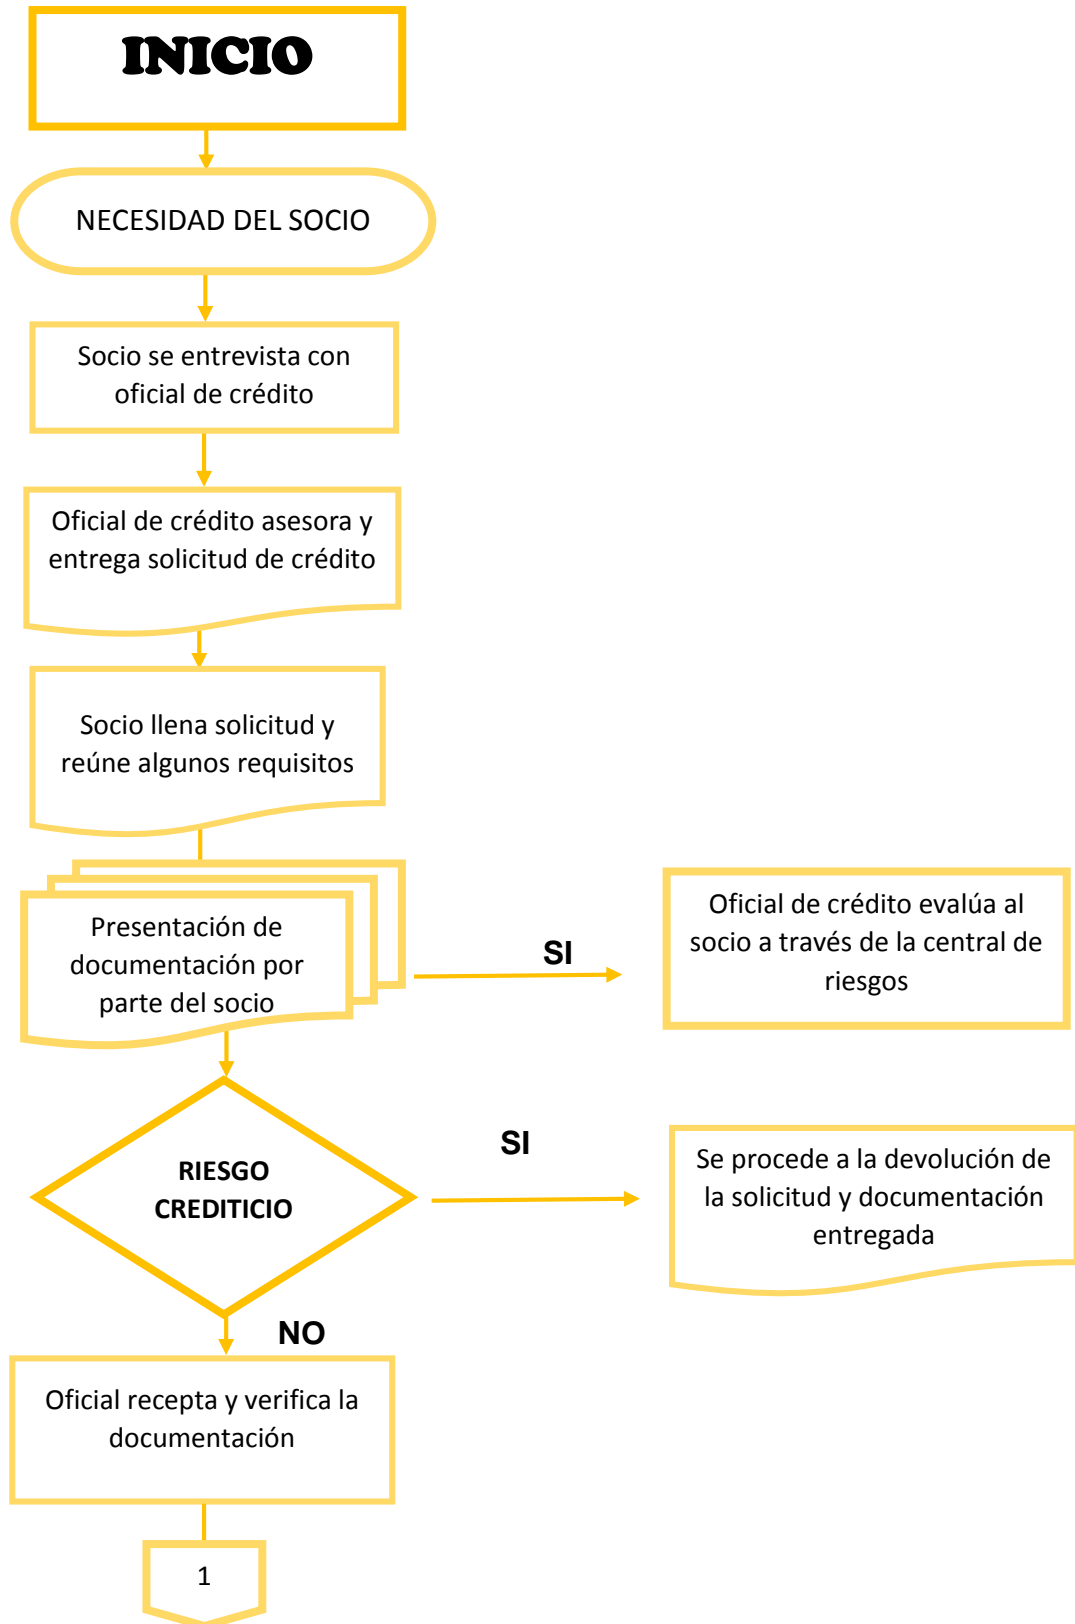 INICIO
NECESIDAD DEL SOCIO
Socio se entrevista con
oficial de crédito
Oficial de crédito asesora y
entrega solicitud de crédito
Socio llena solicitud y
reúne algunos requisitos
Presentación de
documentación por
parte del socio
SI
Oficial de crédito evalúa al
socio a través de la central de
riesgos
RIESGO
CREDITICIO
SI
Se procede a la devolución de
la solicitud y documentación
entregada
NO
Oficial recepta y verifica la
documentación
1